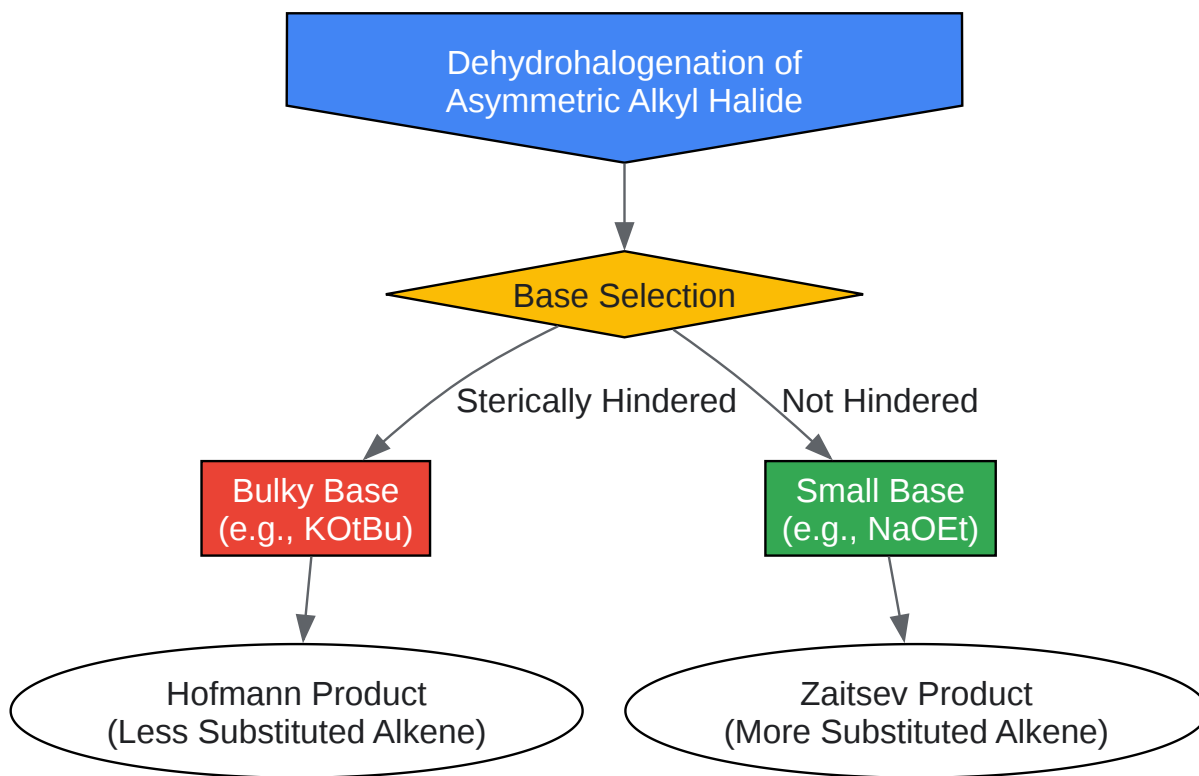 Dehydrohalogenation of
Asymmetric Alkyl Halide
Base Selection
Sterically Hindered
Not Hindered
Bulky Base
(e.g., KOtBu)
Small Base
(e.g., NaOEt)
Hofmann Product
(Less Substituted Alkene)
Zaitsev Product
(More Substituted Alkene)